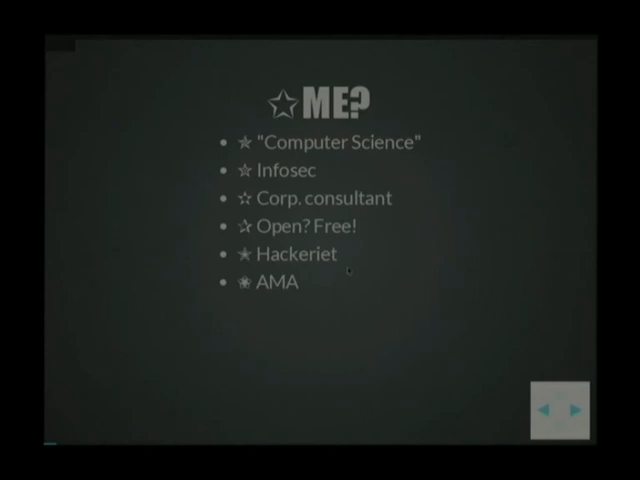 ☆ME?
• ✯ "Computer Science"
• ✮ Infosec
• ✫ Corp. consultant
• ✰ Open? Free!
• ✭ Hackeriet
• ❀ AMA